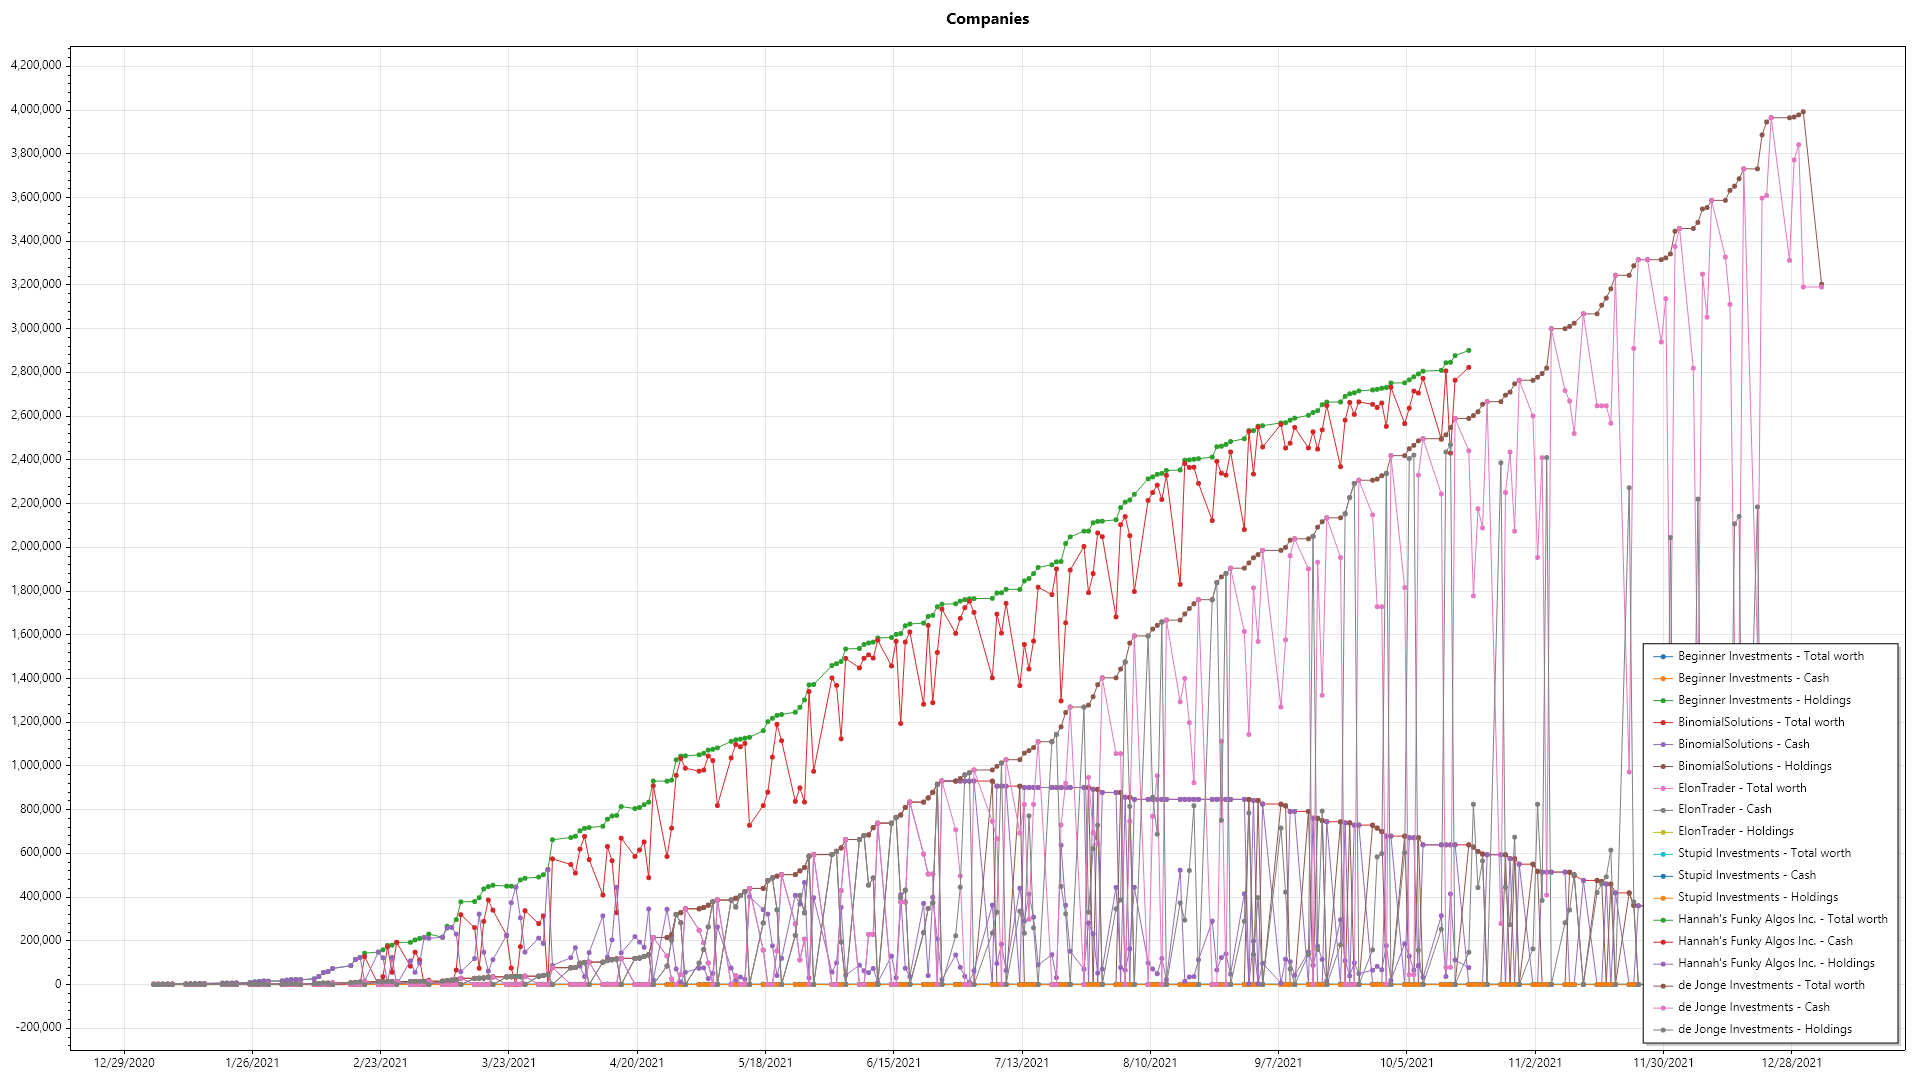 Companies
4,200,000
4,000,000
3,800,000
3,600,000
3,400,000
3,200,000
3,000,000
2,800,000
2,600,000
2,400,000
2,200,000
2,000,000
1,800,000
1,600,000
1,400,000
1,200,000
1,000,000
800,000
600,000
400,000
200,000
0
-200,000
12/29/2020 1/26/2021 2/23/2021 3/23/2021 4/20/2021 5/18/2021 6/15/2021 7/13/2021 8/10/2021 9/7/2021 10/5/2021 11/2/2021 11/30/2021 12/28/2021
Beginner Investments - Total worth
Beginner Investments - Cash
Beginner Investments - Holdings
BinomialSolutions - Total worth
BinomialSolutions - Cash
BinomialSolutions - Holdings
ElonTrader - Total worth
ElonTrader - Cash
ElonTrader - Holdings
Stupid Investments - Total worth
Stupid Investments - Cash
Stupid Investments - Holdings
Hannah's Funky Algos Inc. - Total worth
Hannah's Funky Algos Inc. - Cash
Hannah's Funky Algos Inc. - Holdings
de Jonge Investments - Total worth
de Jonge Investments - Cash
de Jonge Investments - Holdings